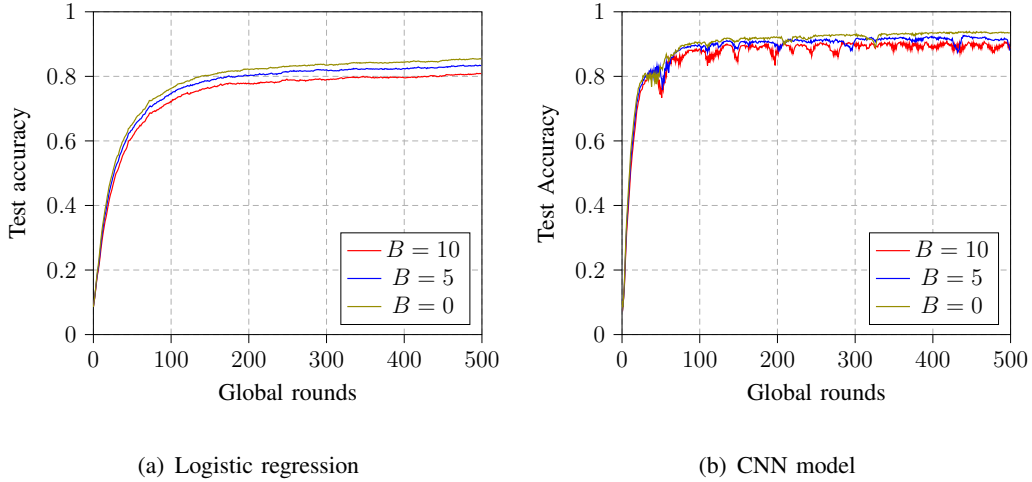 1
0.8
0.6
0.4
0.2
0
Test accuracy
0 100 200 300 400 500
Global rounds
B = 10
B = 5
B = 0
(a) Logistic regression
1
0.8
0.6
0.4
0.2
0
Test Accuracy
0 100 200 300 400 500
Global rounds
B = 10
B = 5
B = 0
(b) CNN model